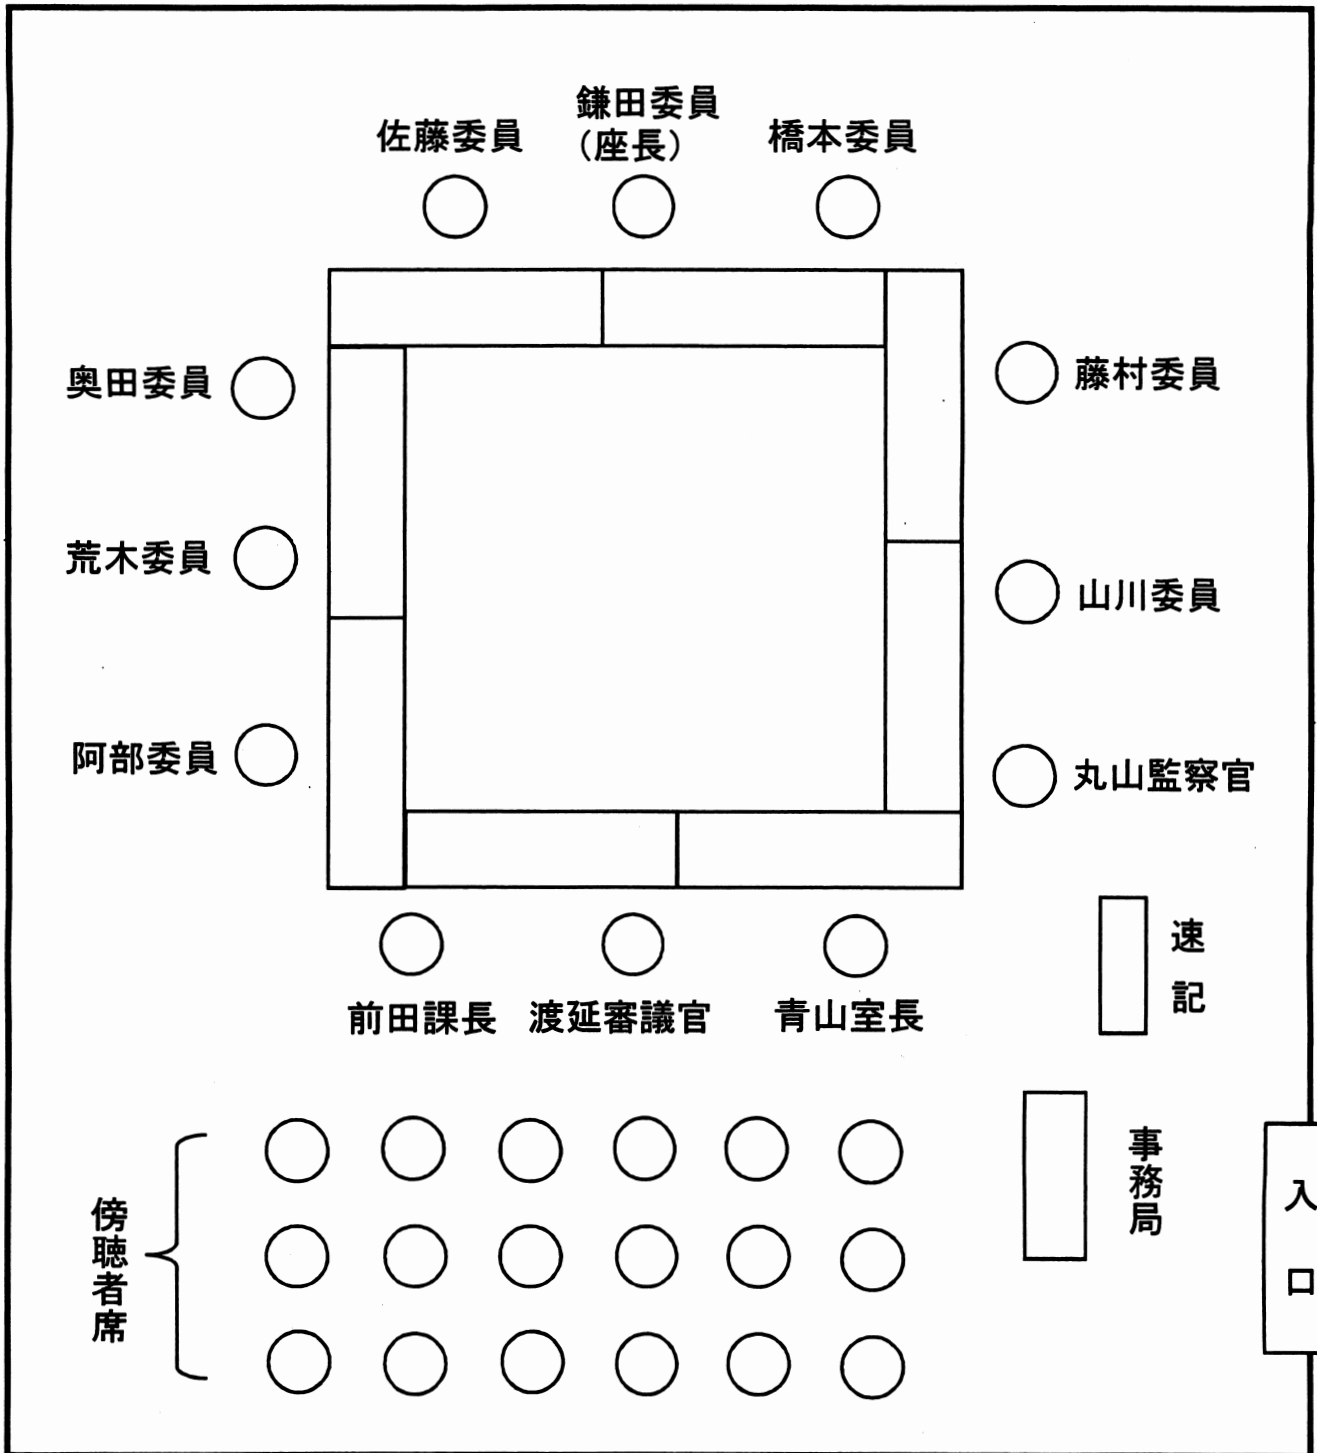 鎌田委員
(座長)
佐藤委員
橋本委員
奥田委員
藤村委員
荒木委員
山川委員
阿部委員
丸山監察官
前田課長
渡延審議官
青山室長
速記
事務局
傍聴者席
入口